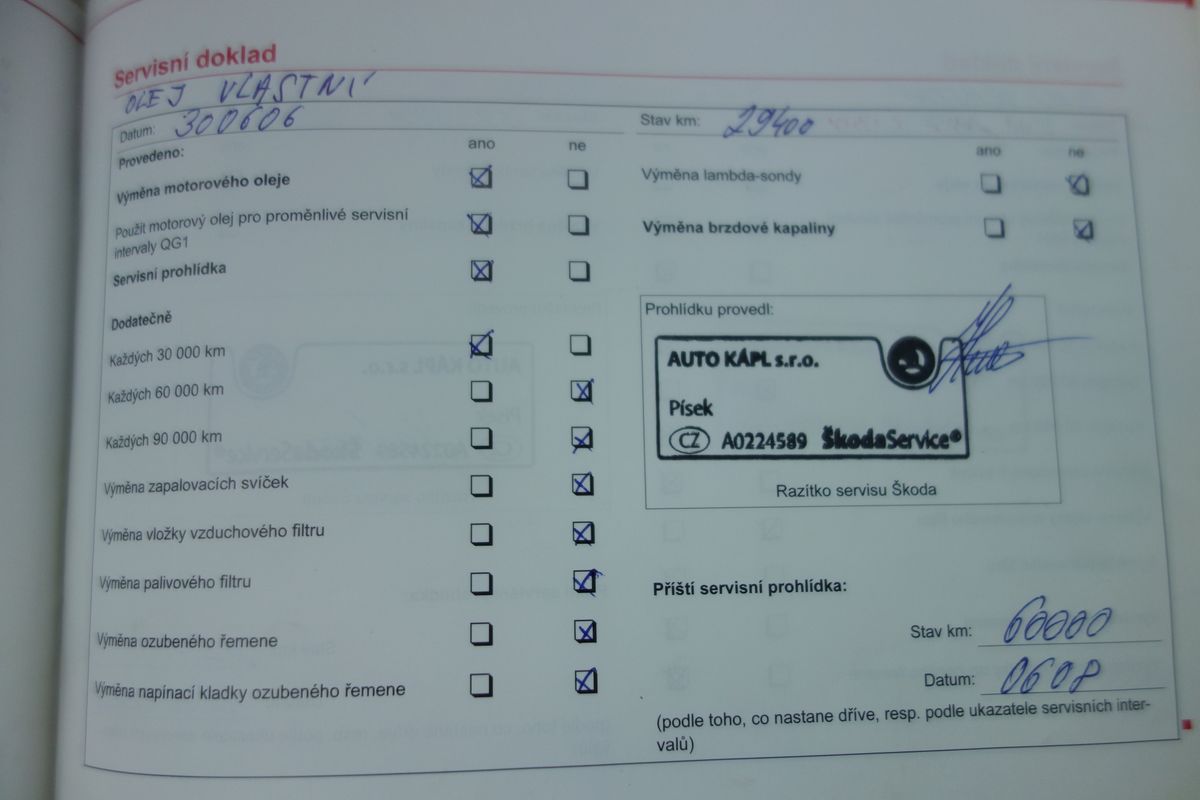 Servisní doklad
OLEJ VLASTNÍ
Datum: 300606
Provedeno:
ano ne
Výměna motorového oleje
Použit motorový olej pro proměnlivé servisní
intervaly QG1
Servisní prohlídka
Dodatečně
Každých 30 000 km
Každých 60 000 km
Každých 90 000 km
Výměna zapalovacích svíček
Výměna vložky vzduchového filtru
Výměna palivového filtru
Výměna ozubeného řemene
Výměna napínací kladky ozubeného řemene
Stav km: 29400
ano ne
Výměna lambda-sondy
Výměna brzdové kapaliny
Prohlídku provedl:
AUTO KÁPL s.r.o.
Písek
CZ A0224589 ŠkodaService®
Razítko servisu Škoda
Příští servisní prohlídka:
Stav km: 60000
Datum: 0608
(podle toho, co nastane dříve, resp. podle ukazatele servisních inter-
valů)